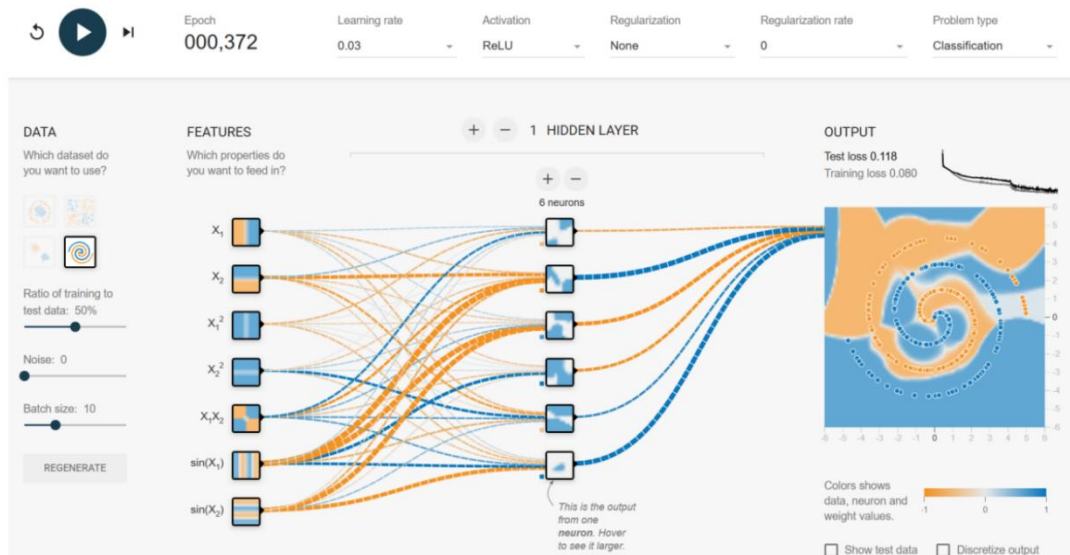 Epoch
000,372
Learning rate
0.03
Activation
ReLU
Regularization
None
Regularization rate
0
Problem type
Classification
DATA
Which dataset do
you want to use?
Ratio of training to
test data: 50%
Noise: 0
Batch size: 10
REGENERATE
FEATURES
Which properties do
you want to feed in?
X₁
X₂
X₁²
X₂²
X₁X₂
sin(X₁)
sin(X₂)
+ − 1 HIDDEN LAYER
+ −
6 neurons
This is the output
from one
neuron. Hover
to see it larger.
OUTPUT
Test loss 0.118
Training loss 0.080
6
5
4
3
2
1
0
-1
-2
-3
-4
-5
-6
-6 -5 -4 -3 -2 -1 0 1 2 3 4 5 6
Colors shows
data, neuron and
weight values.
-1 0 1
Show test data
Discretize output